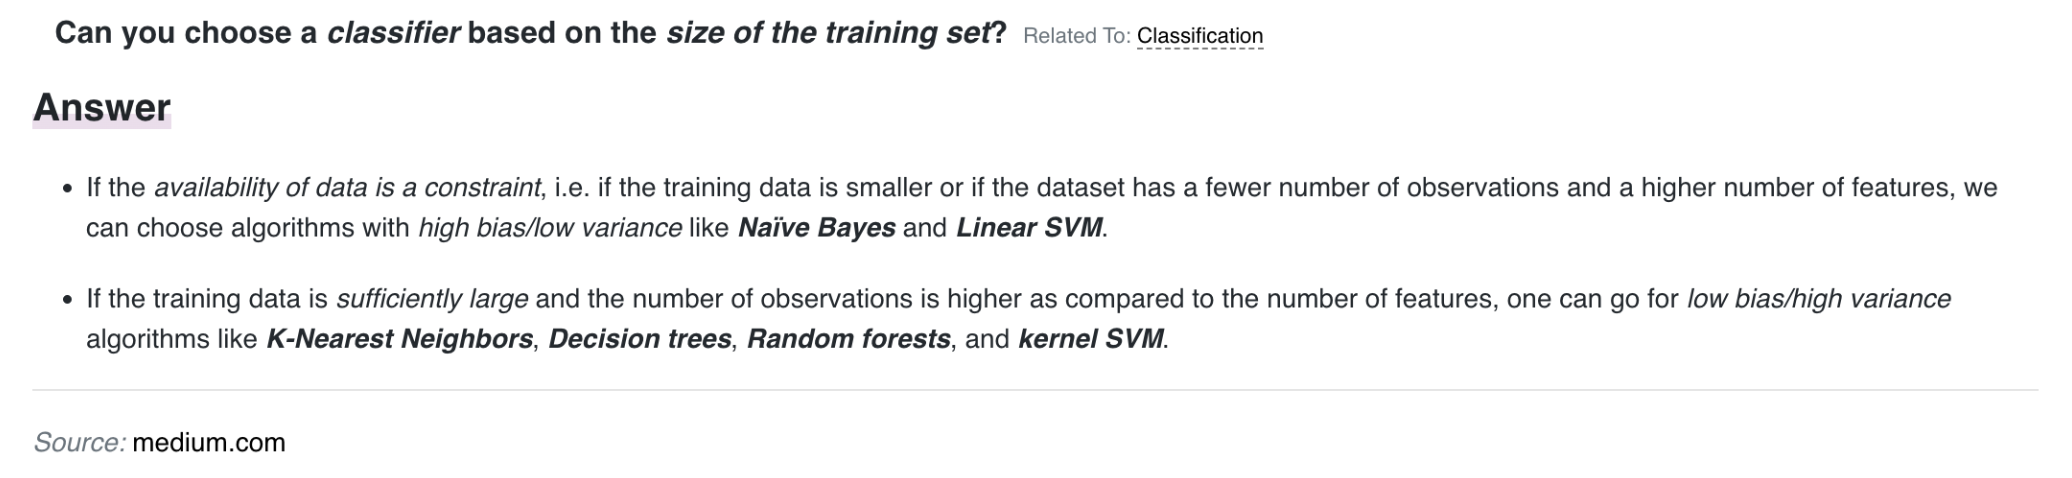 Can you choose a classifier based on the size of the training set? Related To: Classification
Answer
• If the availability of data is a constraint, i.e. if the training data is smaller or if the dataset has a fewer number of observations and a higher number of features, we
can choose algorithms with high bias/low variance like Naïve Bayes and Linear SVM.
• If the training data is sufficiently large and the number of observations is higher as compared to the number of features, one can go for low bias/high variance
algorithms like K-Nearest Neighbors, Decision trees, Random forests, and kernel SVM.
Source: medium.com